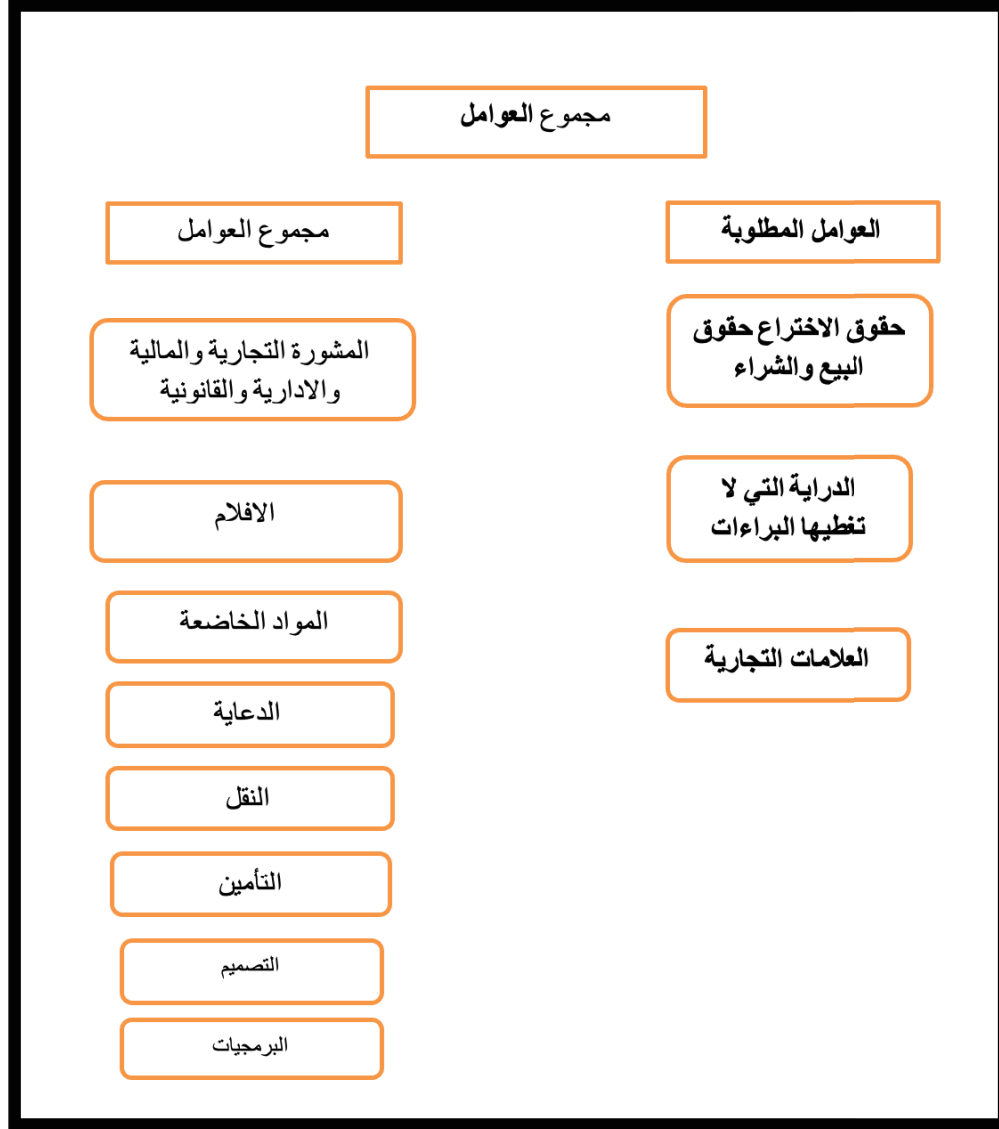 مجموع العوامل
العوامل المطلوبة
حقوق الاختراع حقوق
البيع والشراء
الدراية التي لا
تغطيها البراءات
العلامات التجارية
مجموع العوامل
المشورة التجارية والمالية
والادارية والقانونية
الافلام
المواد الخاضعة
الدعاية
النقل
التأمين
التصميم
البرمجيات